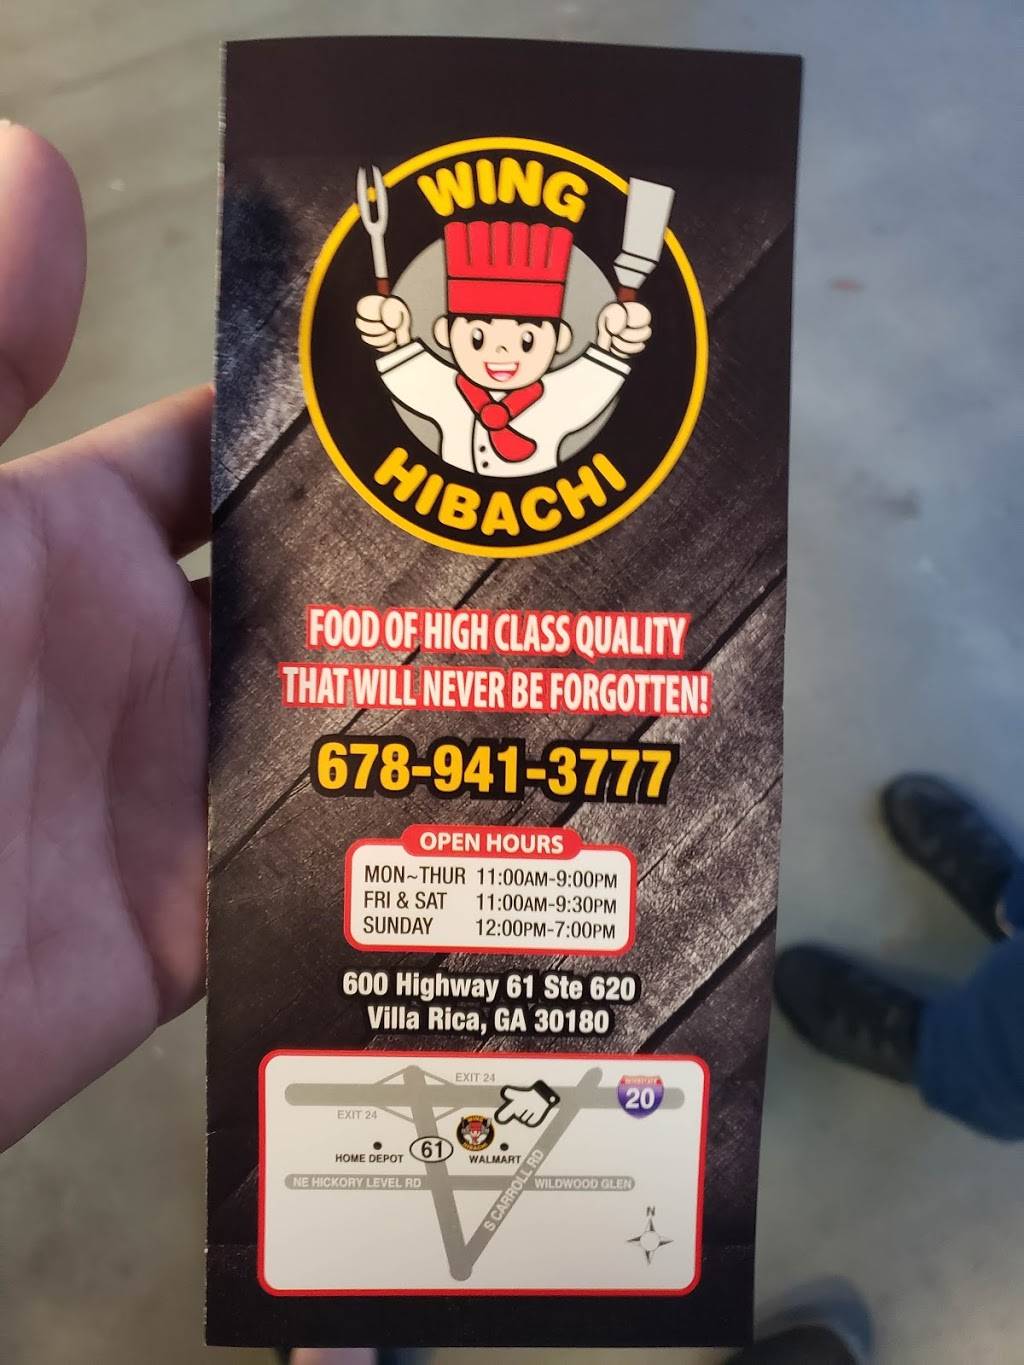 WING
HIBACHI
FOOD OF HIGH CLASS QUALITY
THAT WILL NEVER BE FORGOTTEN!
678-941-3777
OPEN HOURS
MON~THUR 11:00AM-9:00PM
FRI & SAT 11:00AM-9:30PM
SUNDAY 12:00PM-7:00PM
600 Highway 61 Ste 620
Villa Rica, GA 30180
EXIT 24
INTERSTATE
20
EXIT 24
WING
HIBACHI
HOME DEPOT
61
WALMART
NE HICKORY LEVEL RD
S CARROLL RD
WILDWOOD GLEN
N